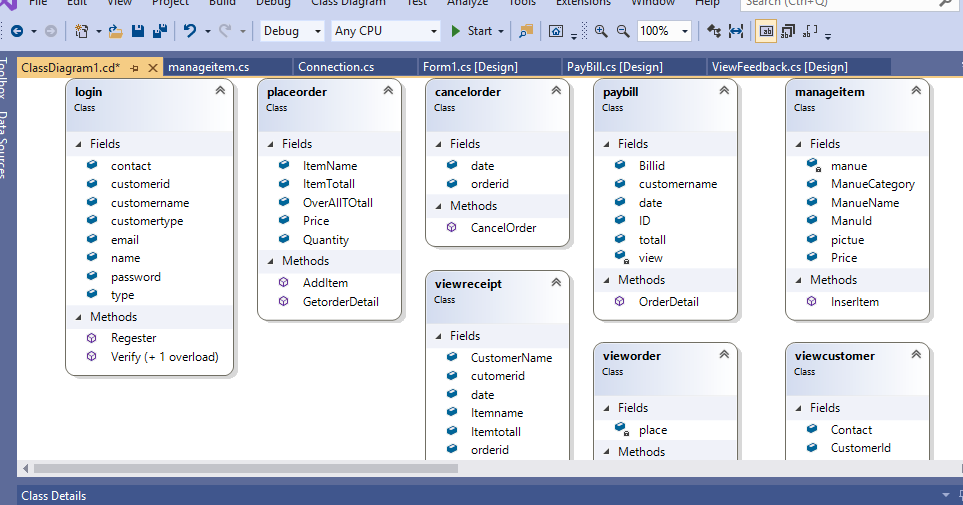 File Edit View Git Project Build Debug Class Diagram Test Analyze Tools Extensions Window Help Search (Ctrl+Q)
Debug Any CPU Start 100%
ClassDiagram1.cd* manageitem.cs Connection.cs Form1.cs [Design] PayBill.cs [Design] ViewFeedback.cs [Design]
Toolbox
Data Sources
login
Class
Fields
contact
customerid
customername
customertype
email
name
password
type
Methods
Regester
Verify (+ 1 overload)
placeorder
Class
Fields
ItemName
ItemTotall
OverAllTOtall
Price
Quantity
Methods
AddItem
GetorderDetail
cancelorder
Class
Fields
date
orderid
Methods
CancelOrder
viewreceipt
Class
Fields
CustomerName
cutomerid
date
Itemname
Itemtotall
orderid
paybill
Class
Fields
Billid
customername
date
ID
totall
view
Methods
OrderDetail
vieworder
Class
Fields
place
Methods
manageitem
Class
Fields
manue
ManueCategory
ManueName
ManuId
pictue
Price
Methods
InserItem
viewcustomer
Class
Fields
Contact
CustomerId
Class Details